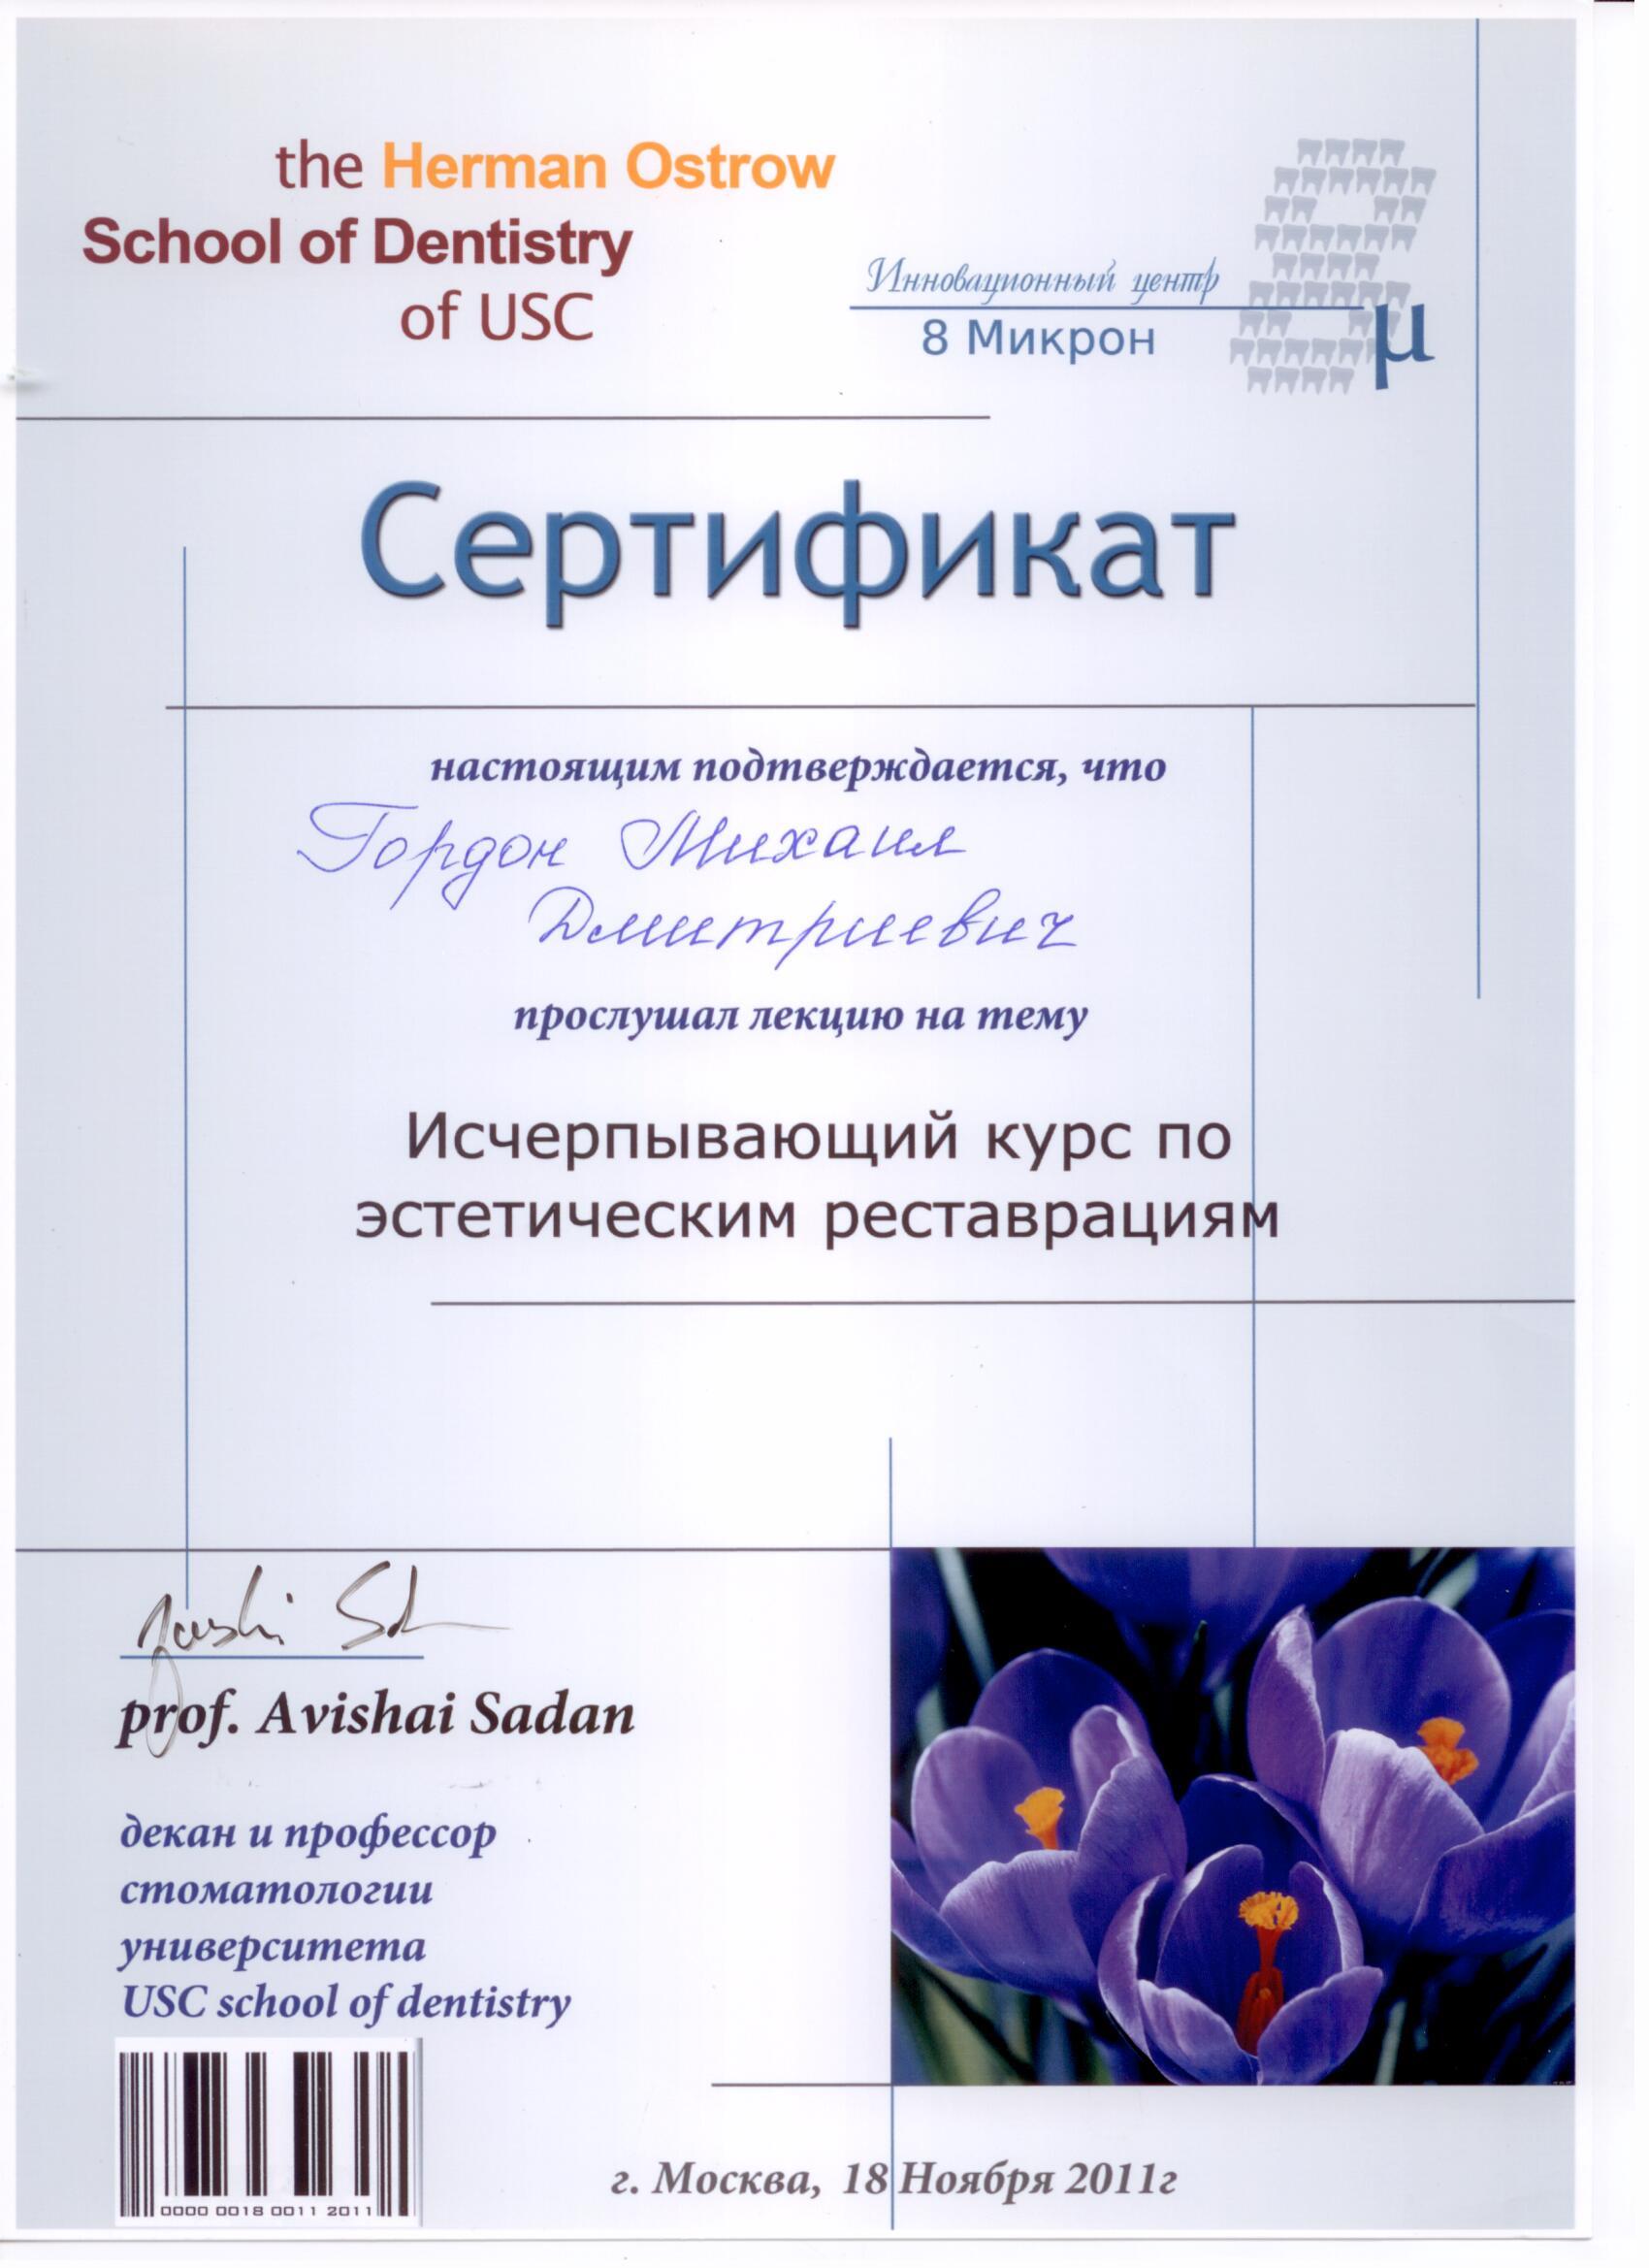 the Herman Ostrow
School of Dentistry
of USC
Инновационный центр
8 Микрон
μ
Сертификат
настоящим подтверждается, что
Гордон Михаил
Дмитриевич
прослушал лекцию на тему
Исчерпывающий курс по
эстетическим реставрациям
prof. Avishai Sadan
декан и профессор
стоматологии
университета
USC school of dentistry
0000 0018 0011 2011
г. Москва, 18 Ноября 2011г